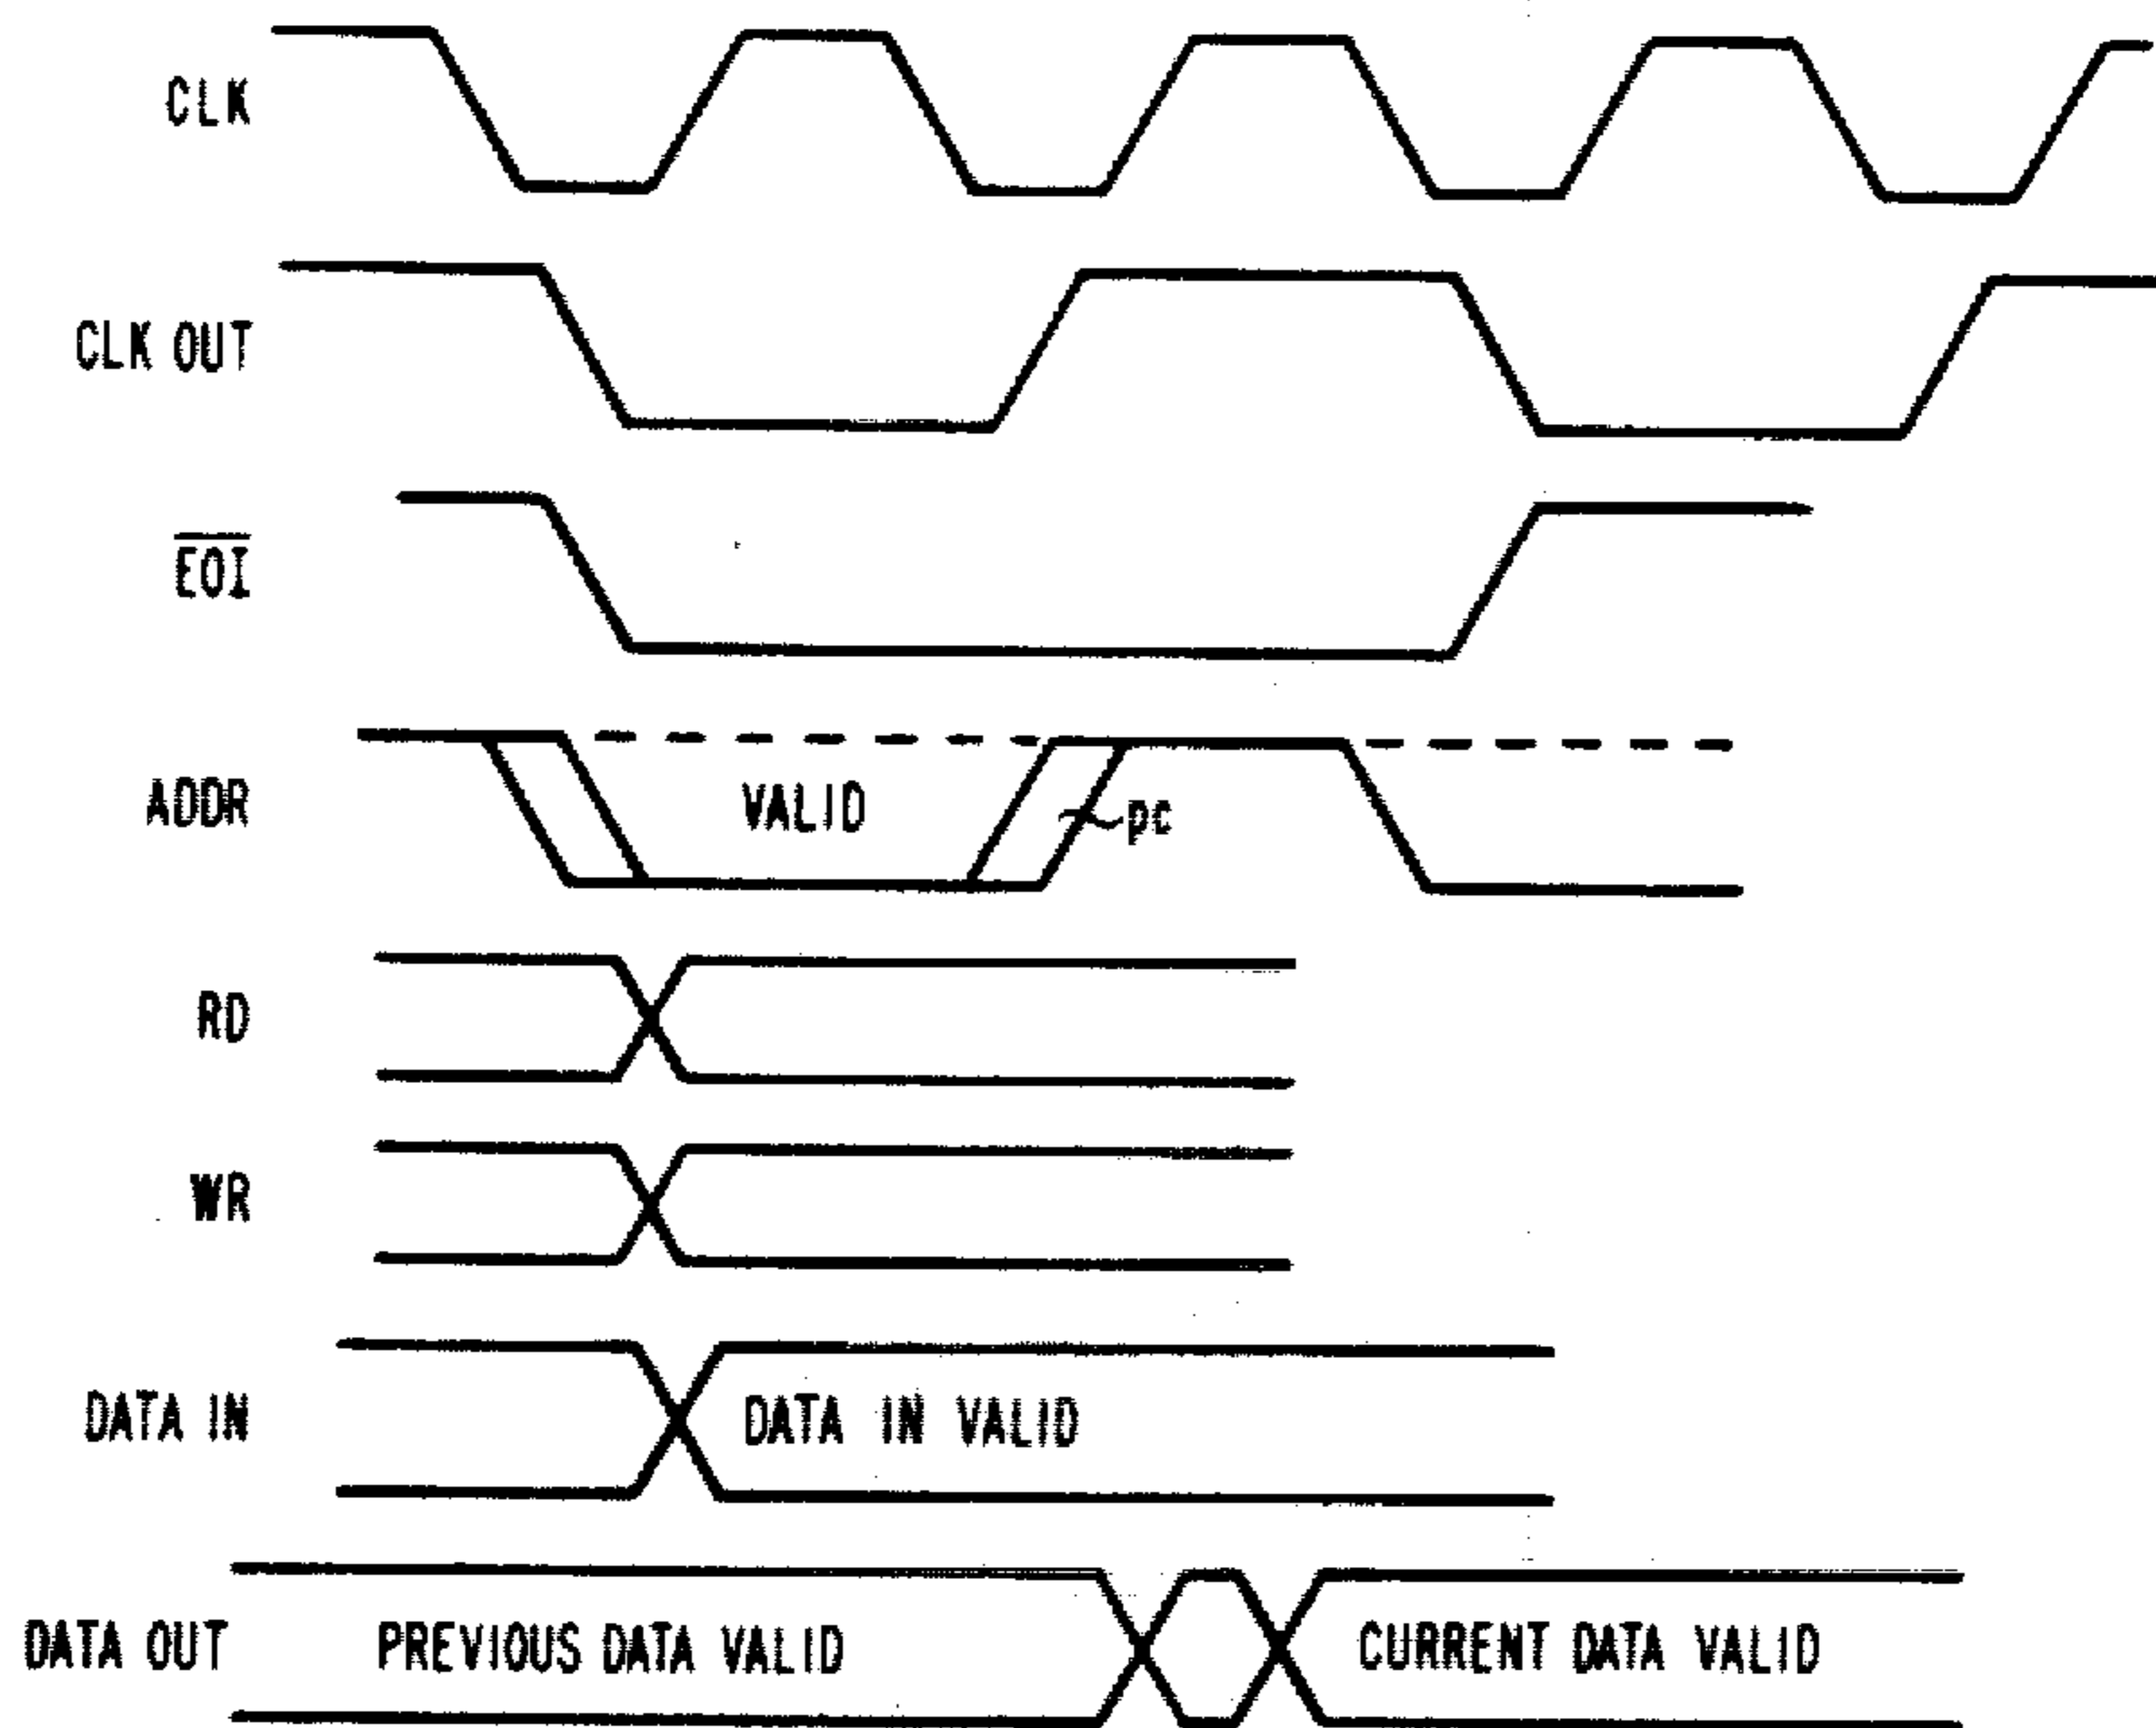 CLK
CLK OUT
E̅O̅I̅
ADDR VALID pc
RD
WR
DATA IN DATA IN VALID
DATA OUT PREVIOUS DATA VALID CURRENT DATA VALID